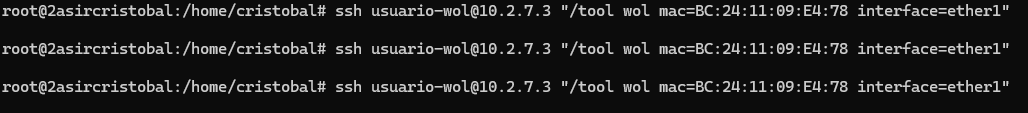 root@2asircristobal:/home/cristobal# ssh usuario-wol@10.2.7.3 "/tool wol mac=BC:24:11:09:E4:78 interface=ether1"
root@2asircristobal:/home/cristobal# ssh usuario-wol@10.2.7.3 "/tool wol mac=BC:24:11:09:E4:78 interface=ether1"
root@2asircristobal:/home/cristobal# ssh usuario-wol@10.2.7.3 "/tool wol mac=BC:24:11:09:E4:78 interface=ether1"